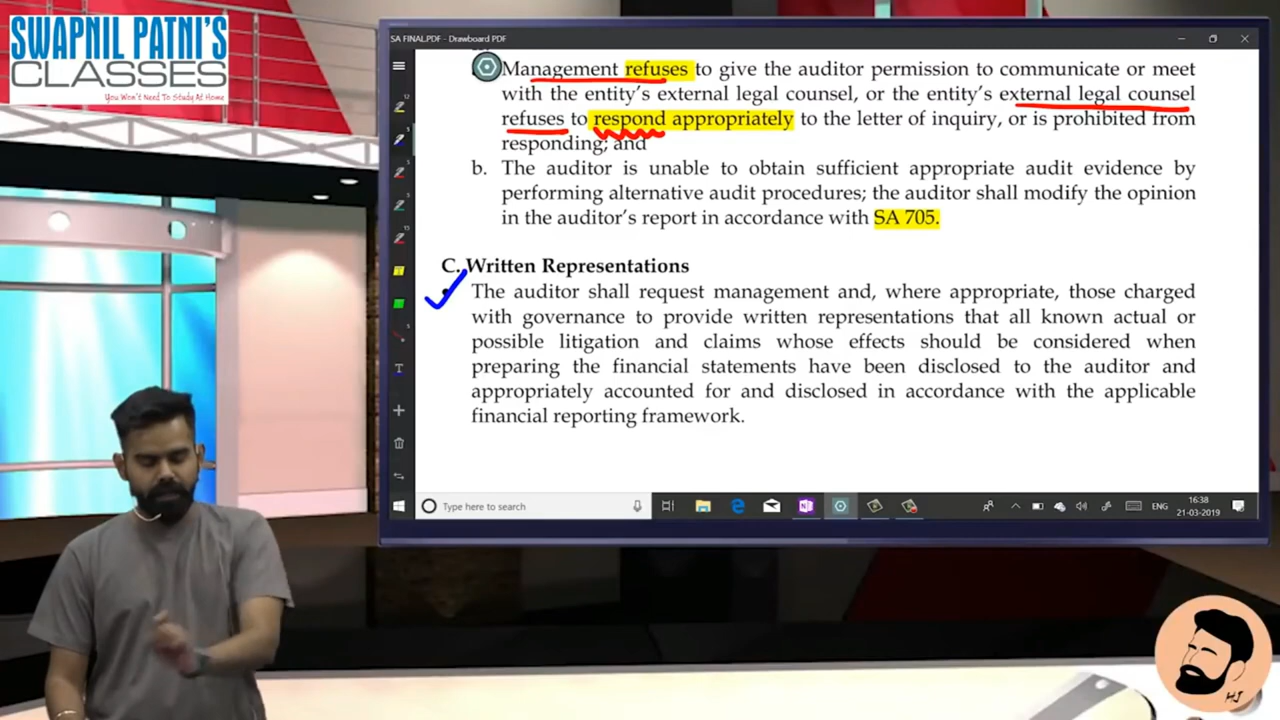 SWAPNIL PATNI'S
CLASSES
You Won't Need To Study At Home
SA FINAL.PDF - Drawboard PDF
Management refuses to give the auditor permission to communicate or meet
with the entity's external legal counsel, or the entity's external legal counsel
refuses to respond appropriately to the letter of inquiry, or is prohibited from
responding; and
b. The auditor is unable to obtain sufficient appropriate audit evidence by
performing alternative audit procedures; the auditor shall modify the opinion
in the auditor's report in accordance with SA 705.
C. Written Representations
• The auditor shall request management and, where appropriate, those charged
with governance to provide written representations that all known actual or
possible litigation and claims whose effects should be considered when
preparing the financial statements have been disclosed to the auditor and
appropriately accounted for and disclosed in accordance with the applicable
financial reporting framework.
Type here to search
ENG
16:38
21-03-2019
HJ